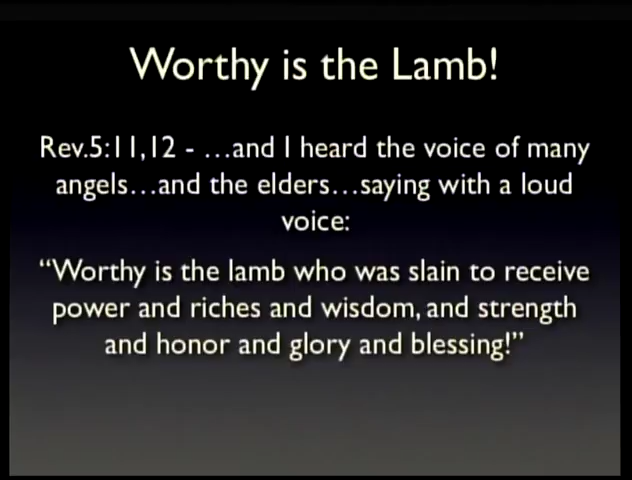 Worthy is the Lamb!
Rev.5:11,12 - …and I heard the voice of many
angels…and the elders…saying with a loud
voice:
“Worthy is the lamb who was slain to receive
power and riches and wisdom, and strength
and honor and glory and blessing!”